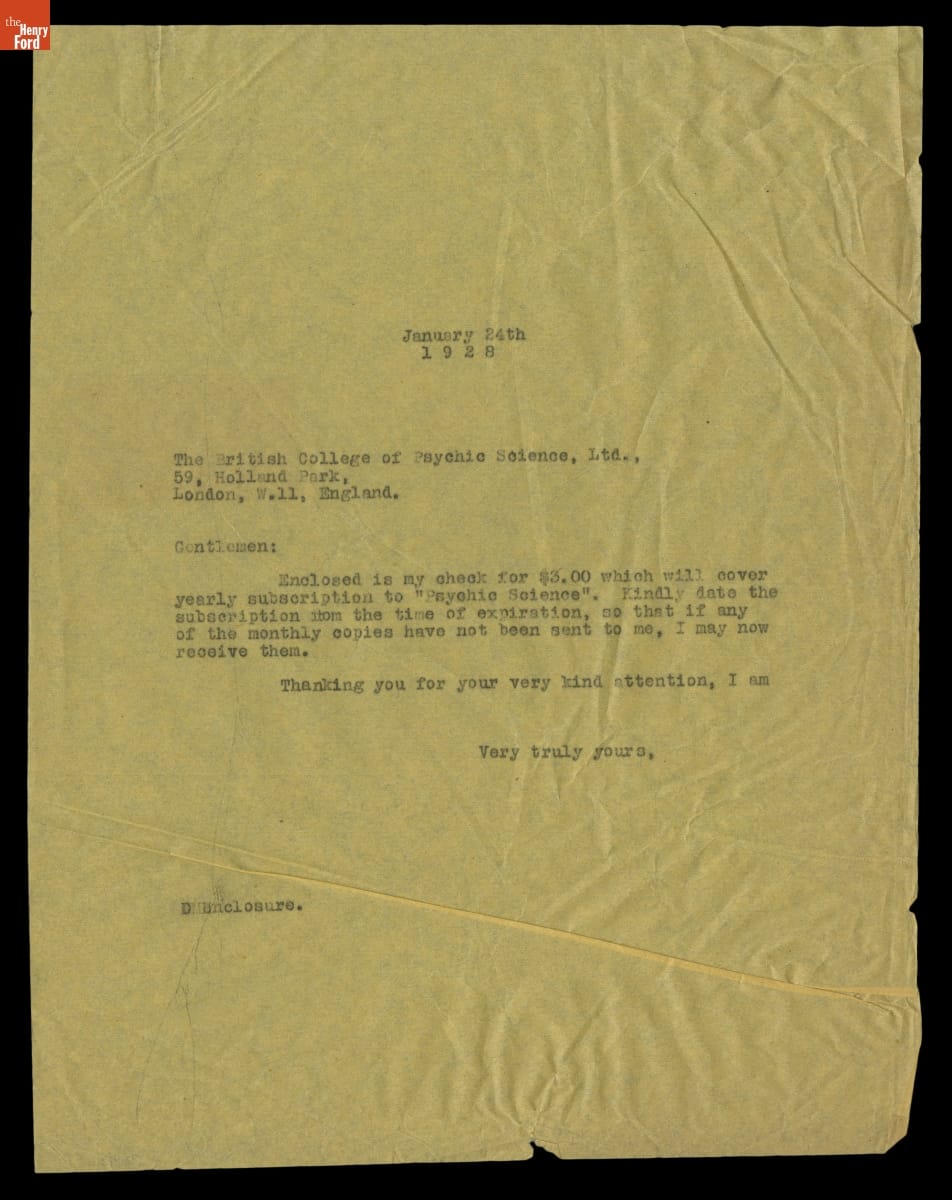 the
Henry
Ford
January 24th
1 9 2 8
The British College of Psychic Science, Ltd.,
59, Holland Park,
London, W.11, England.
Gentlemen:
Enclosed is my check for $3.00 which will cover
yearly subscription to "Psychic Science". Kindly date the
subscription from the time of expiration, so that if any
of the monthly copies have not been sent to me, I may now
receive them.
Thanking you for your very kind attention, I am
Very truly yours,
Enclosure.